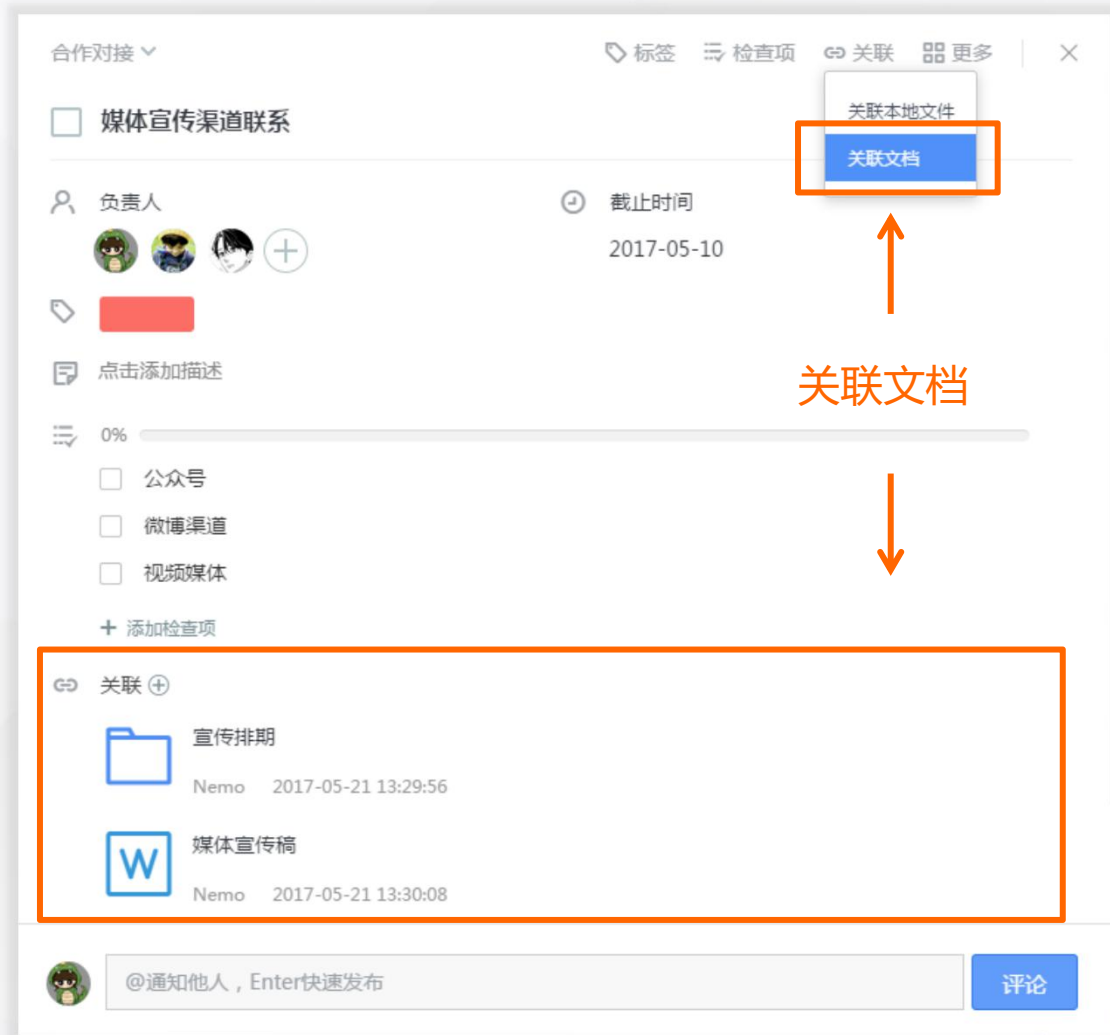 合作对接
标签 检查项 关联 更多
关联本地文件
媒体宣传渠道联系
关联文档
负责人
截止时间
2017-05-10
点击添加描述
关联文档
0%
公众号
微博渠道
视频媒体
+ 添加检查项
关联
宣传排期
Nemo 2017-05-21 13:29:56
W
媒体宣传稿
Nemo 2017-05-21 13:30:08
@通知他人，Enter快速发布
评论